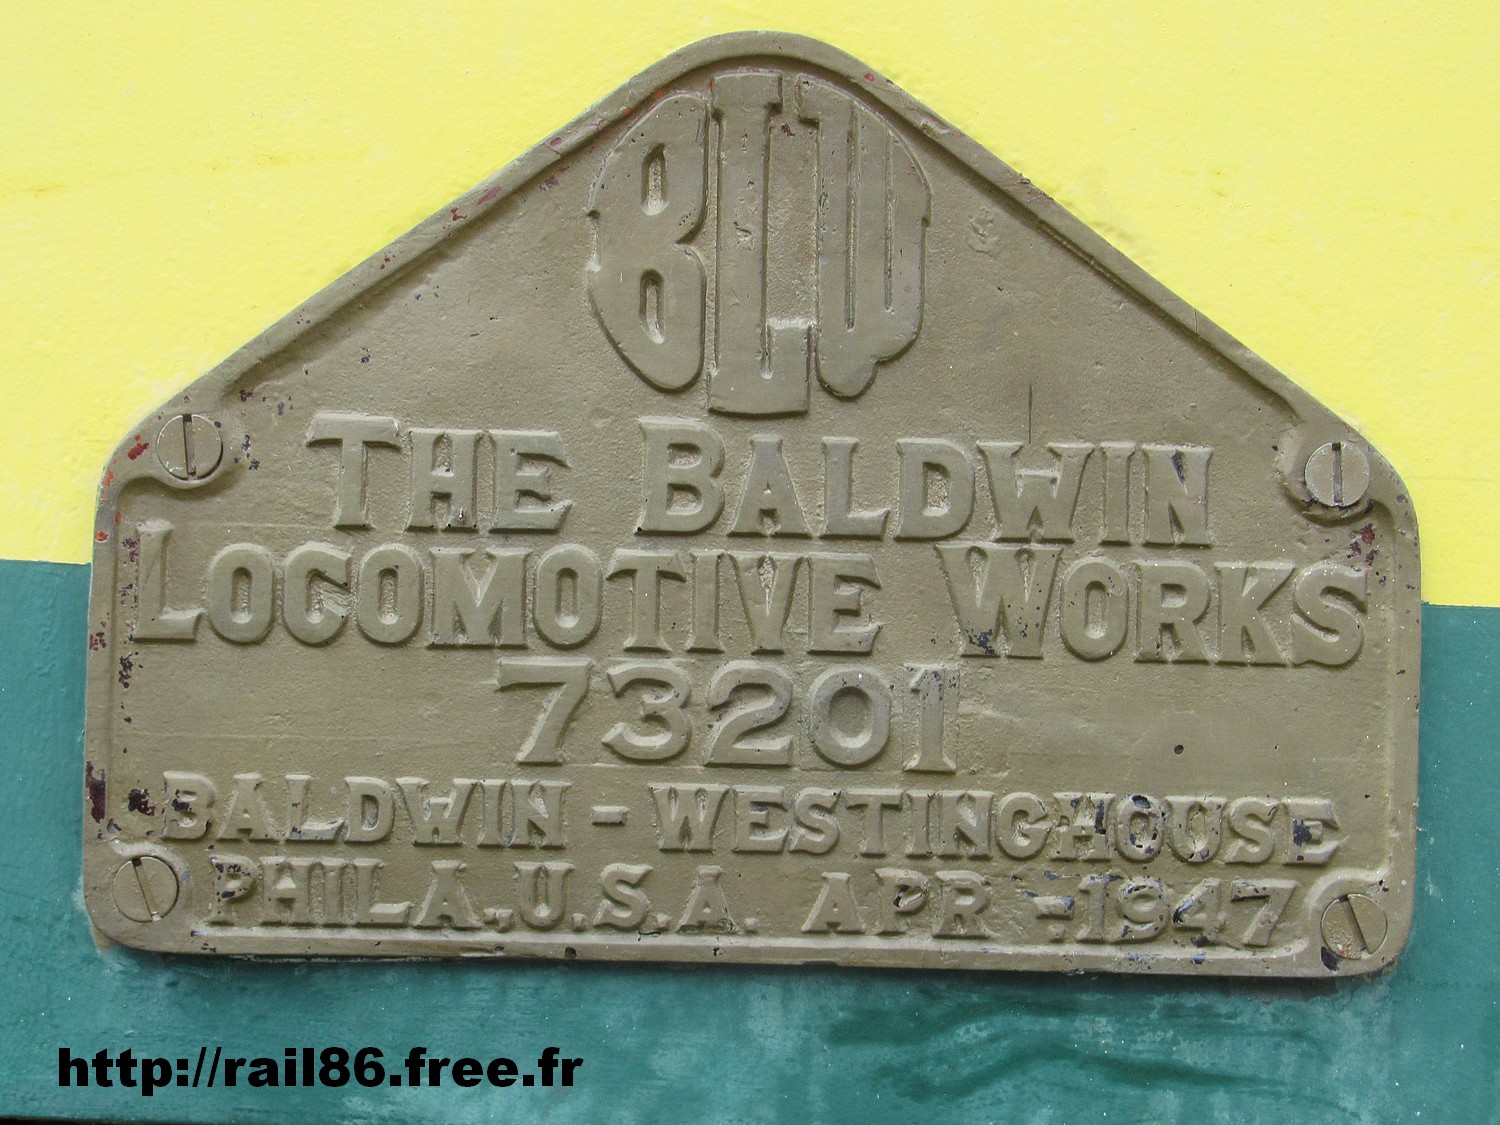 BLW
THE BALDWIN
LOCOMOTIVE WORKS
73201
BALDWIN - WESTINGHOUSE
PHILA., U.S.A. APR - 1947
http://rail86.free.fr